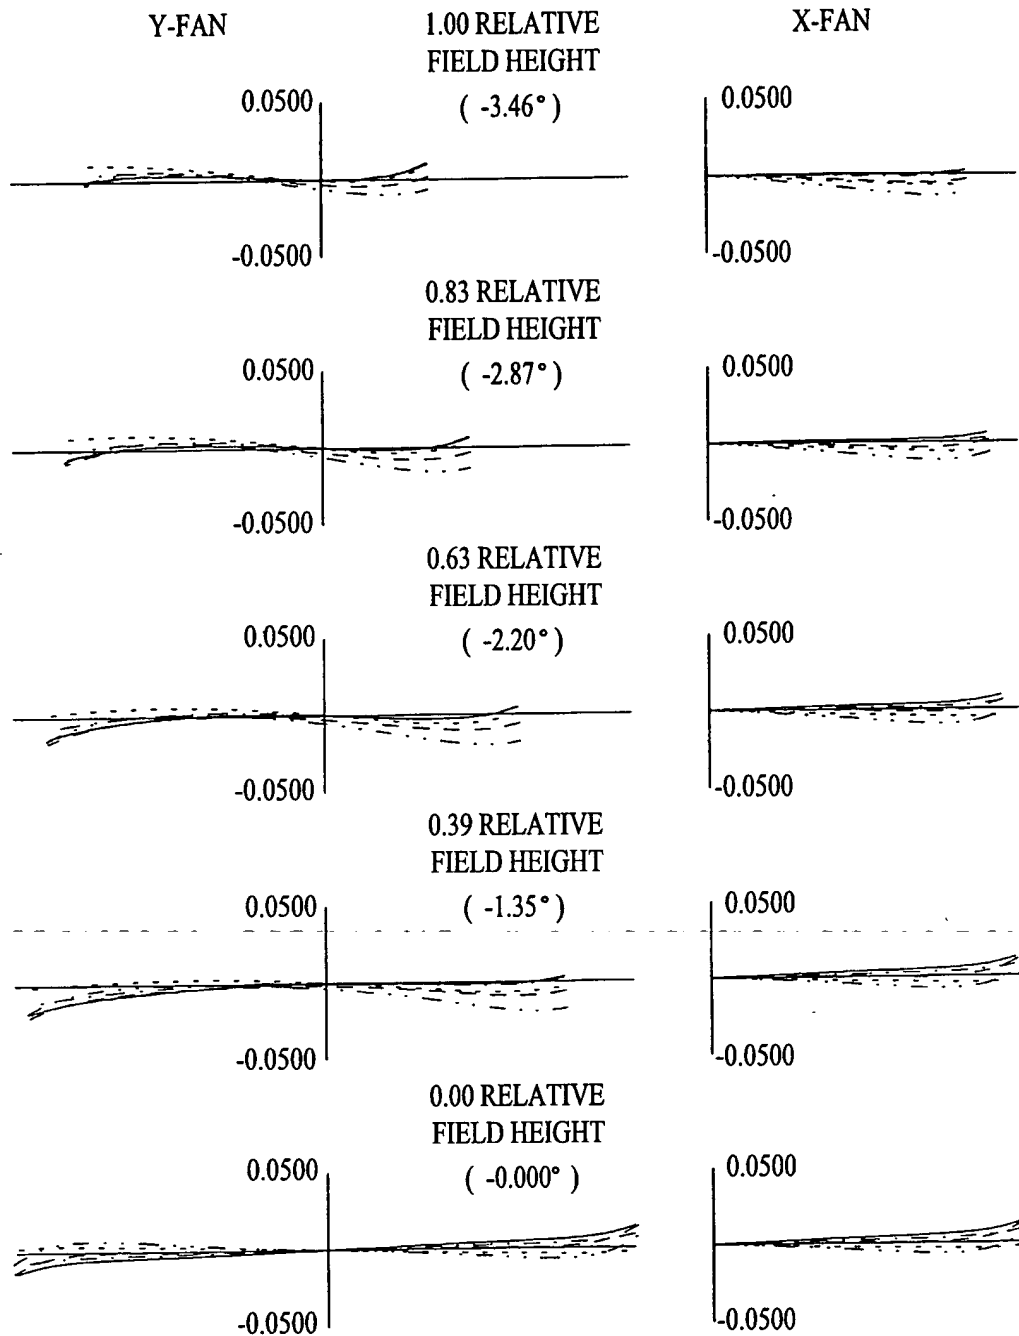 Y-FAN
1.00 RELATIVE
FIELD HEIGHT
( -3.46° )
X-FAN
0.0500
-0.0500
0.0500
-0.0500
0.83 RELATIVE
FIELD HEIGHT
( -2.87° )
0.0500
-0.0500
0.0500
-0.0500
0.63 RELATIVE
FIELD HEIGHT
( -2.20° )
0.0500
-0.0500
0.0500
-0.0500
0.39 RELATIVE
FIELD HEIGHT
( -1.35° )
0.0500
-0.0500
0.0500
-0.0500
0.00 RELATIVE
FIELD HEIGHT
( -0.000° )
0.0500
-0.0500
0.0500
-0.0500